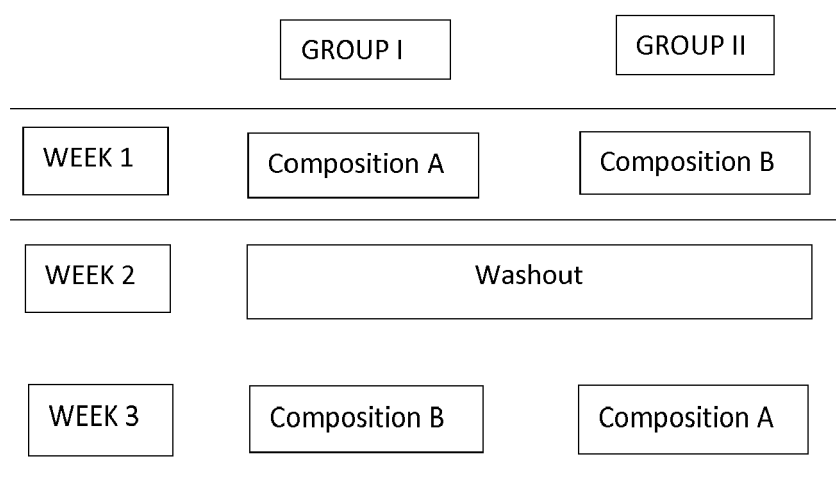 GROUP I
GROUP II
WEEK 1
Composition A
Composition B
WEEK 2
Washout
WEEK 3
Composition B
Composition A